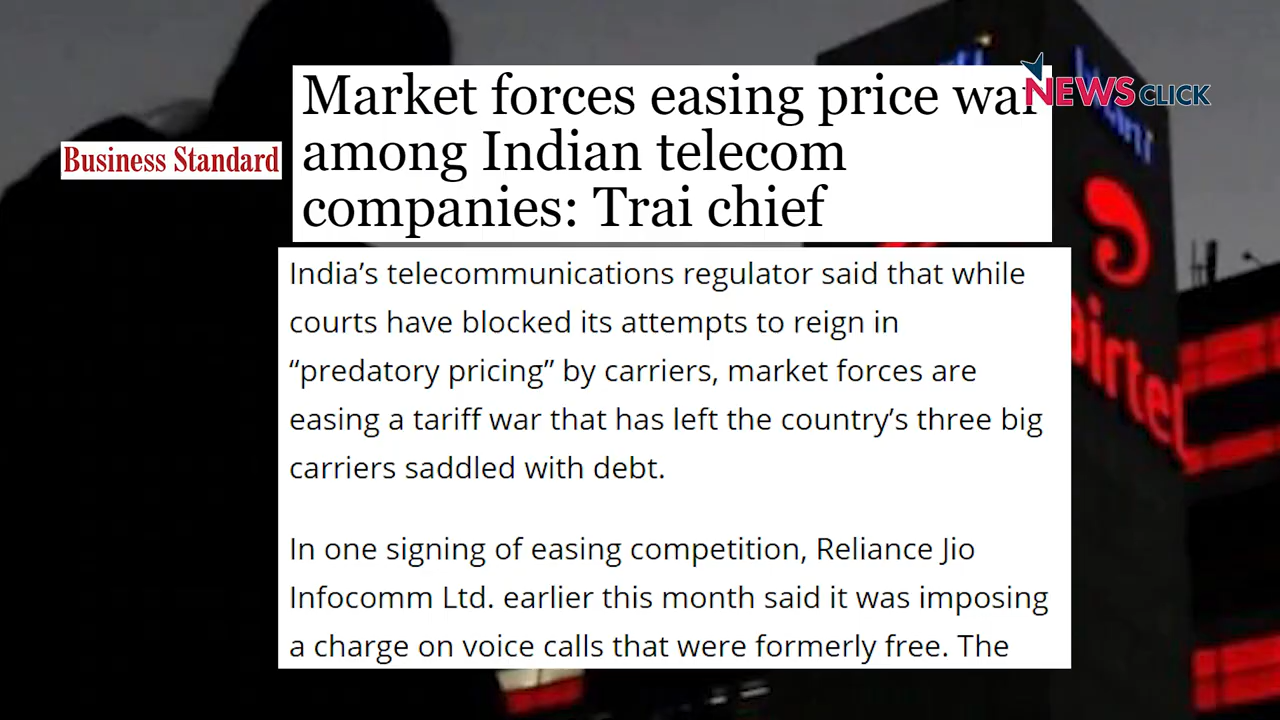 Market forces easing price war
among Indian telecom
companies: Trai chief
NEWSCLICK
Business Standard
India's telecommunications regulator said that while
courts have blocked its attempts to reign in
“predatory pricing” by carriers, market forces are
easing a tariff war that has left the country's three big
carriers saddled with debt.
In one signing of easing competition, Reliance Jio
Infocomm Ltd. earlier this month said it was imposing
a charge on voice calls that were formerly free. The
airtel